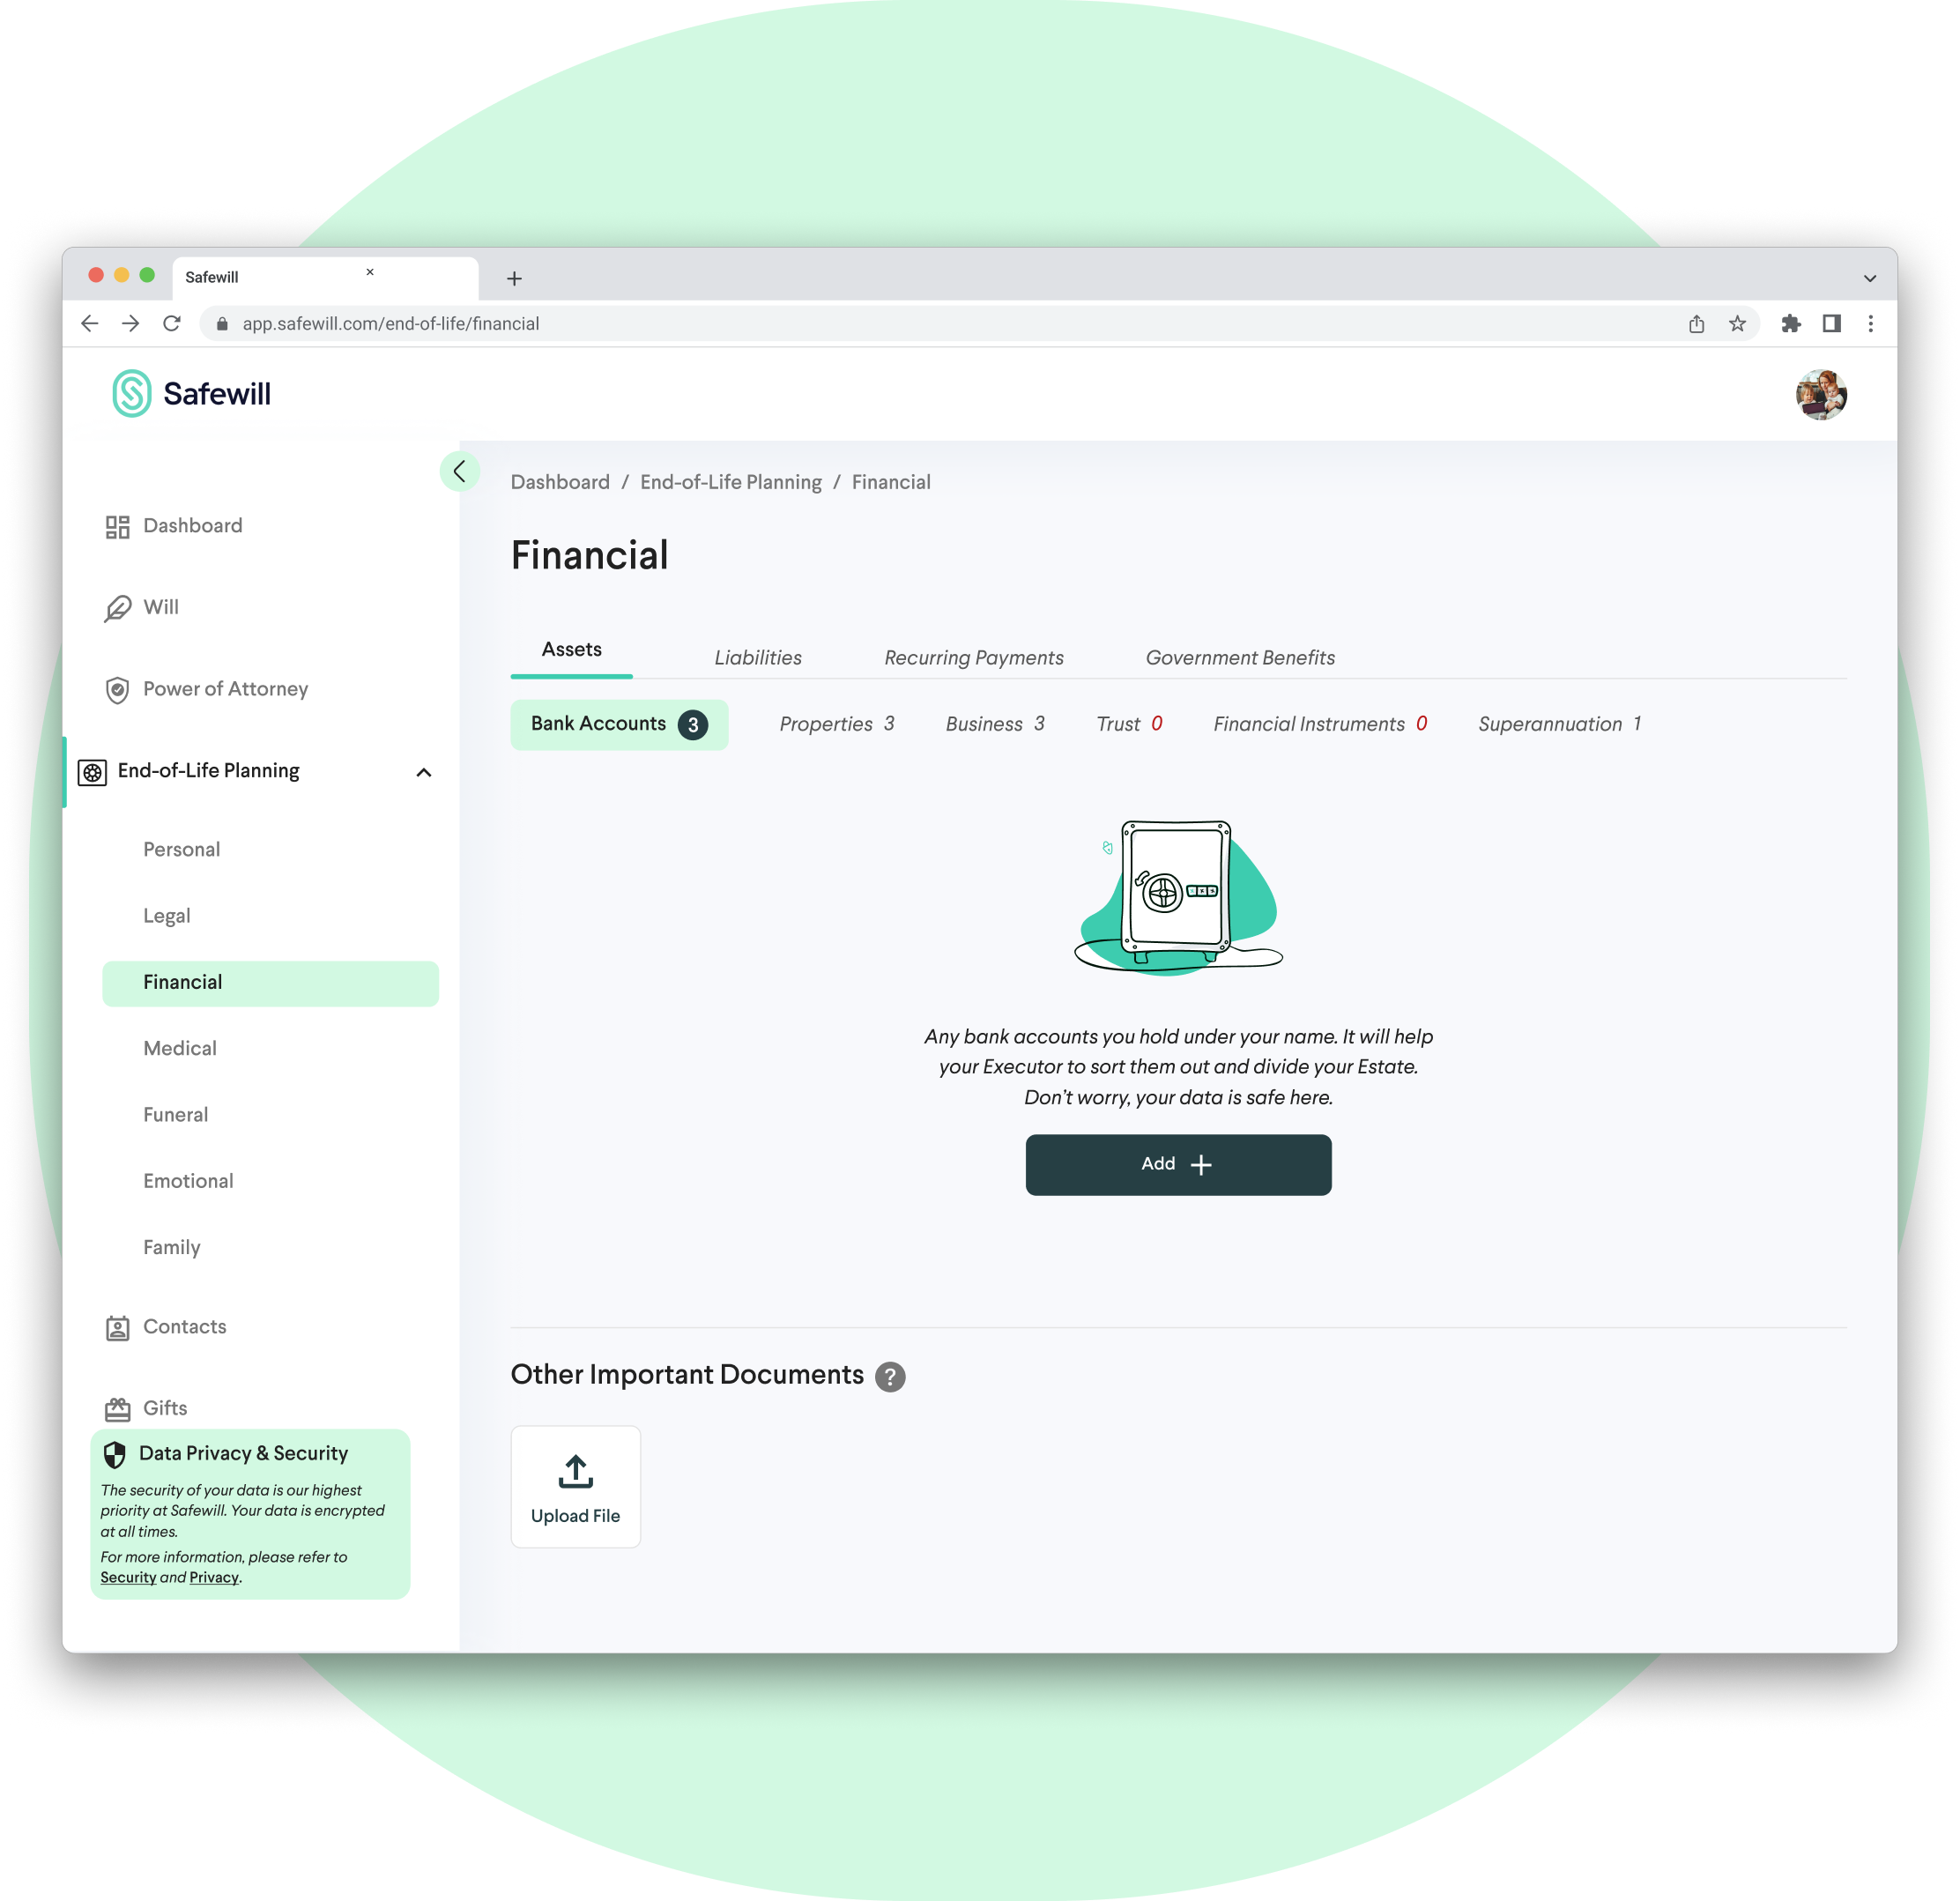 Safewill
app.safewill.com/end-of-life/financial
Safewill
Dashboard
Will
Power of Attorney
End-of-Life Planning
Personal
Legal
Financial
Medical
Funeral
Emotional
Family
Contacts
Gifts
Data Privacy & Security
The security of your data is our highest
priority at Safewill. Your data is encrypted
at all times.
For more information, please refer to
Security and Privacy.
Dashboard / End-of-Life Planning / Financial
Financial
Assets Liabilities Recurring Payments Government Benefits
Bank Accounts 3 Properties 3 Business 3 Trust 0 Financial Instruments 0 Superannuation 1
Any bank accounts you hold under your name. It will help
your Executor to sort them out and divide your Estate.
Don’t worry, your data is safe here.
Add +
Other Important Documents ?
Upload File